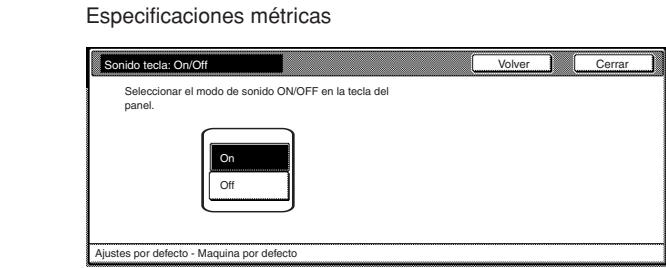 Especificaciones métricas
Sonido tecla: On/Off
Volver
Cerrar
Seleccionar el modo de sonido ON/OFF en la tecla del
panel.
On
Off
Ajustes por defecto - Maquina por defecto